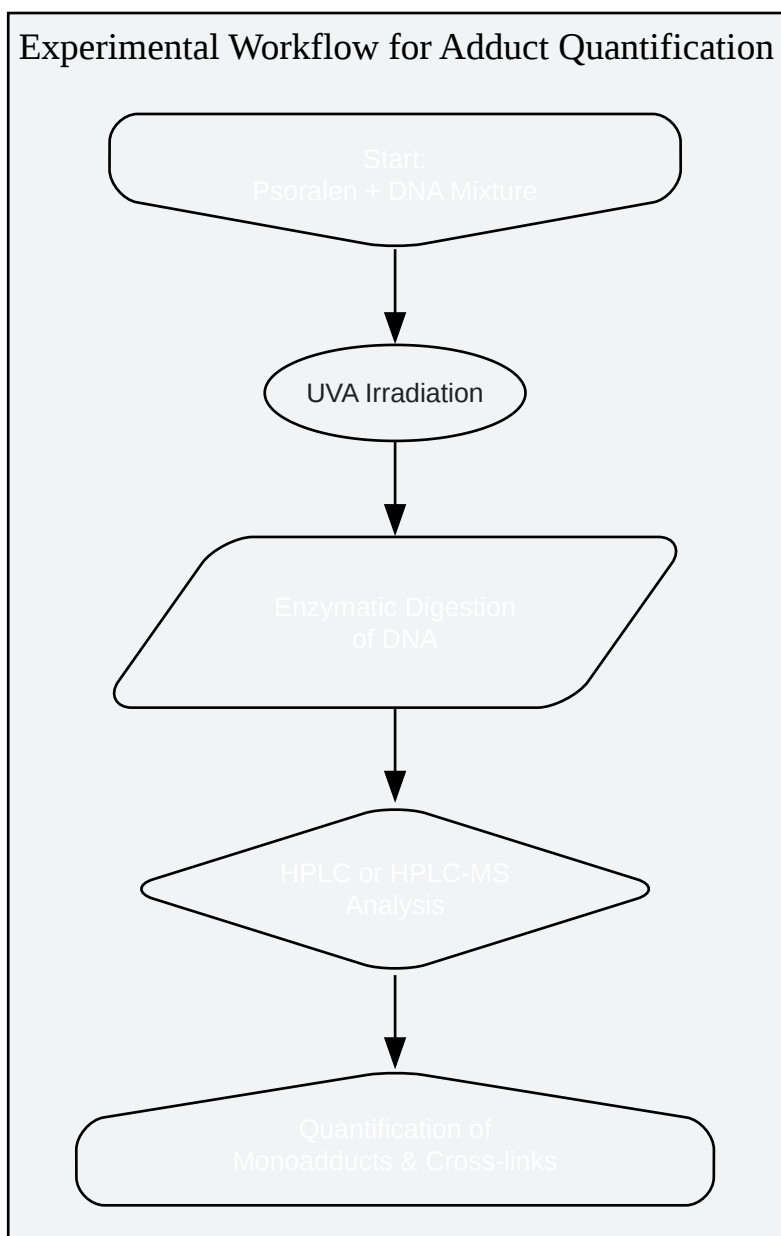 Experimental Workflow for Adduct Quantification
Start:
Psoralen + DNA Mixture
UVA Irradiation
Enzymatic Digestion
of DNA
HPLC or HPLC-MS
Analysis
Quantification of
Monoadducts & Cross-links